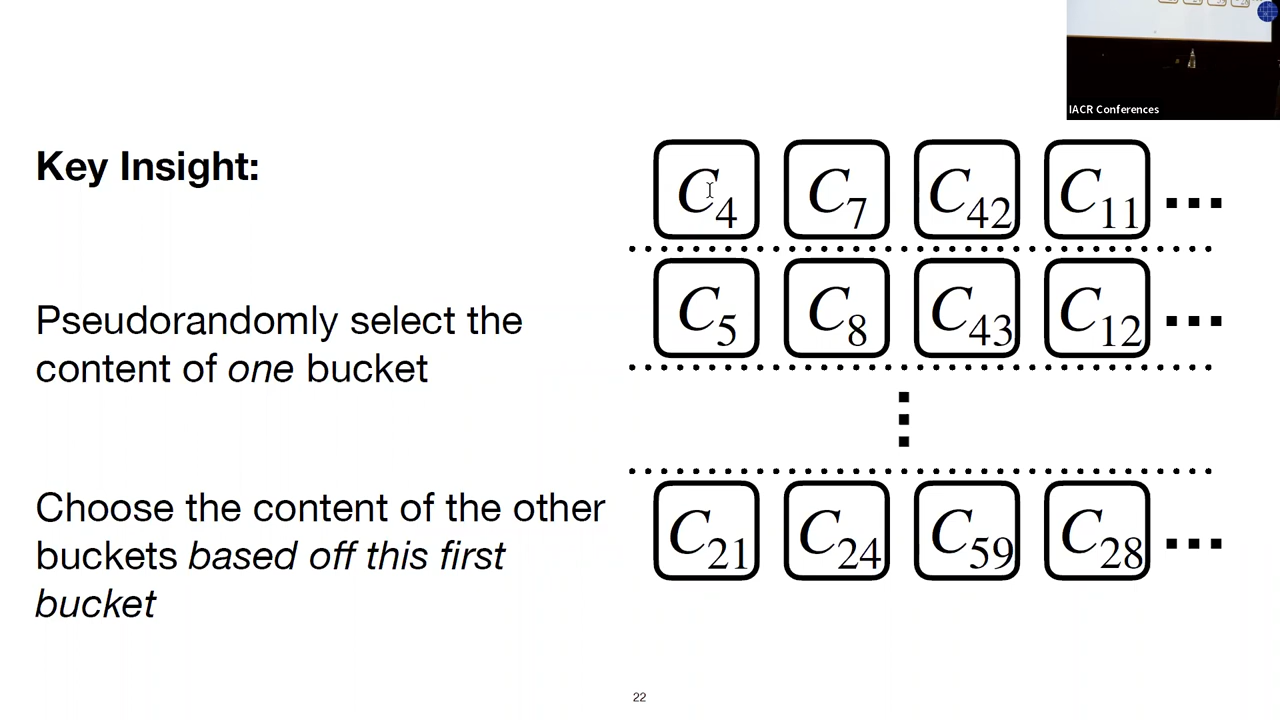 IACR Conferences
Key Insight:
Pseudorandomly select the
content of one bucket
Choose the content of the other
buckets based off this first
bucket
C4 C7 C42 C11 ...
C5 C8 C43 C12 ...
⋮
C21 C24 C59 C28 ...
22